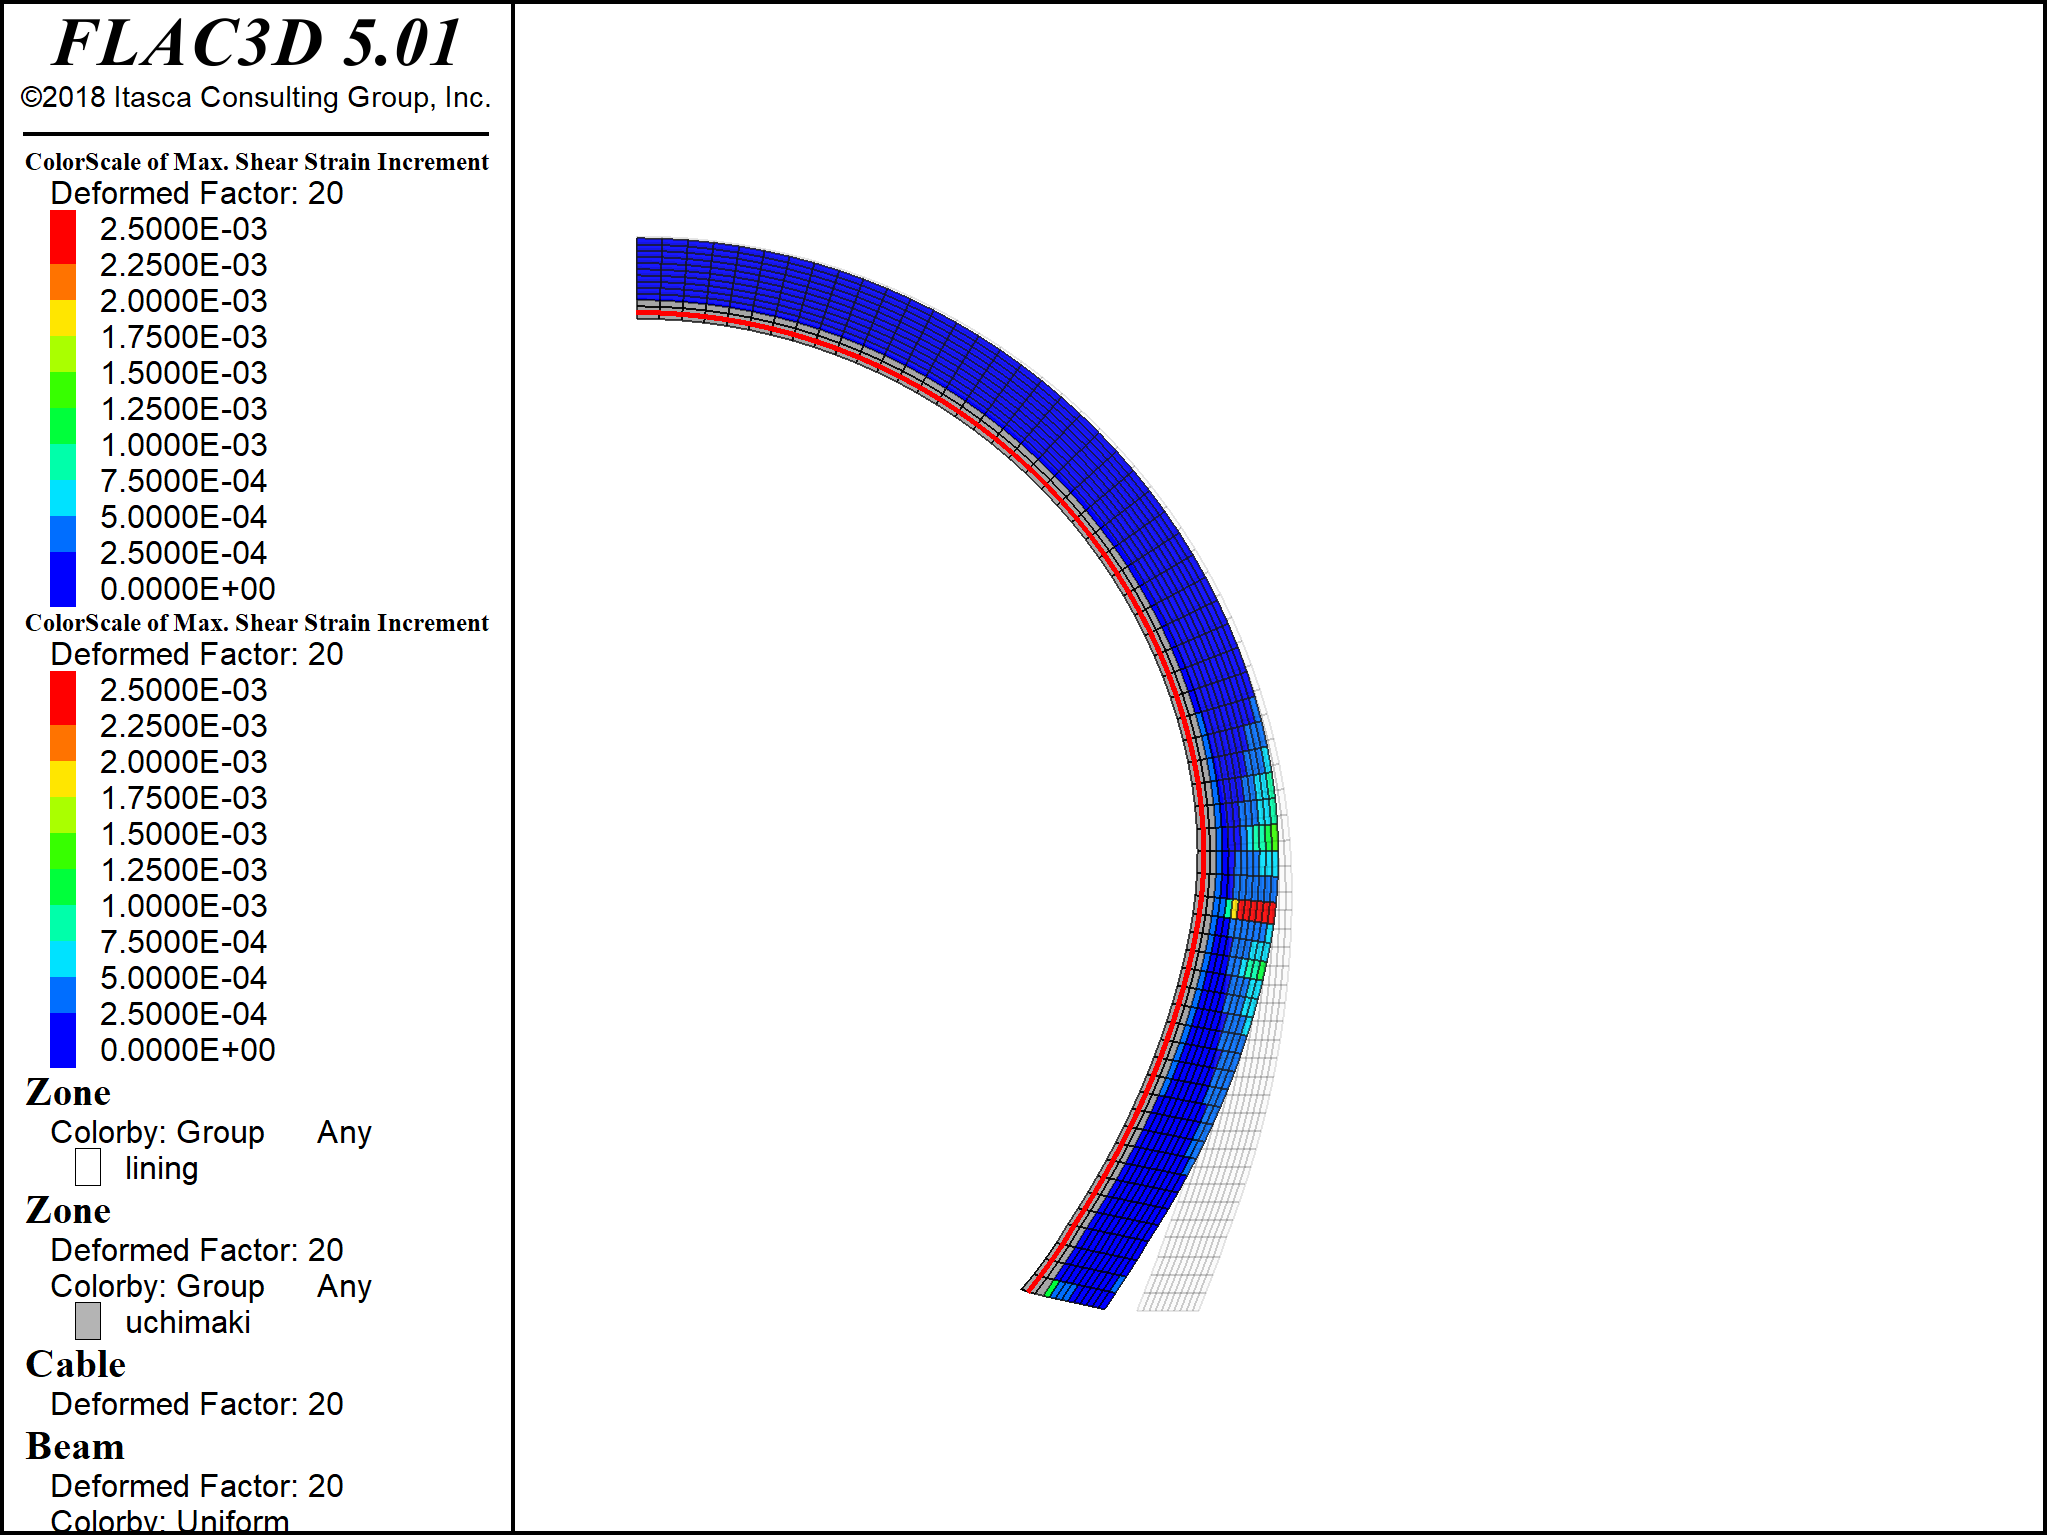 FLAC3D 5.01
©2018 Itasca Consulting Group, Inc.
ColorScale of Max. Shear Strain Increment
Deformed Factor: 20
2.5000E-03
2.2500E-03
2.0000E-03
1.7500E-03
1.5000E-03
1.2500E-03
1.0000E-03
7.5000E-04
5.0000E-04
2.5000E-04
0.0000E+00
ColorScale of Max. Shear Strain Increment
Deformed Factor: 20
2.5000E-03
2.2500E-03
2.0000E-03
1.7500E-03
1.5000E-03
1.2500E-03
1.0000E-03
7.5000E-04
5.0000E-04
2.5000E-04
0.0000E+00
Zone
Colorby: Group Any
lining
Zone
Deformed Factor: 20
Colorby: Group Any
uchimaki
Cable
Deformed Factor: 20
Beam
Deformed Factor: 20
Colorby: Uniform